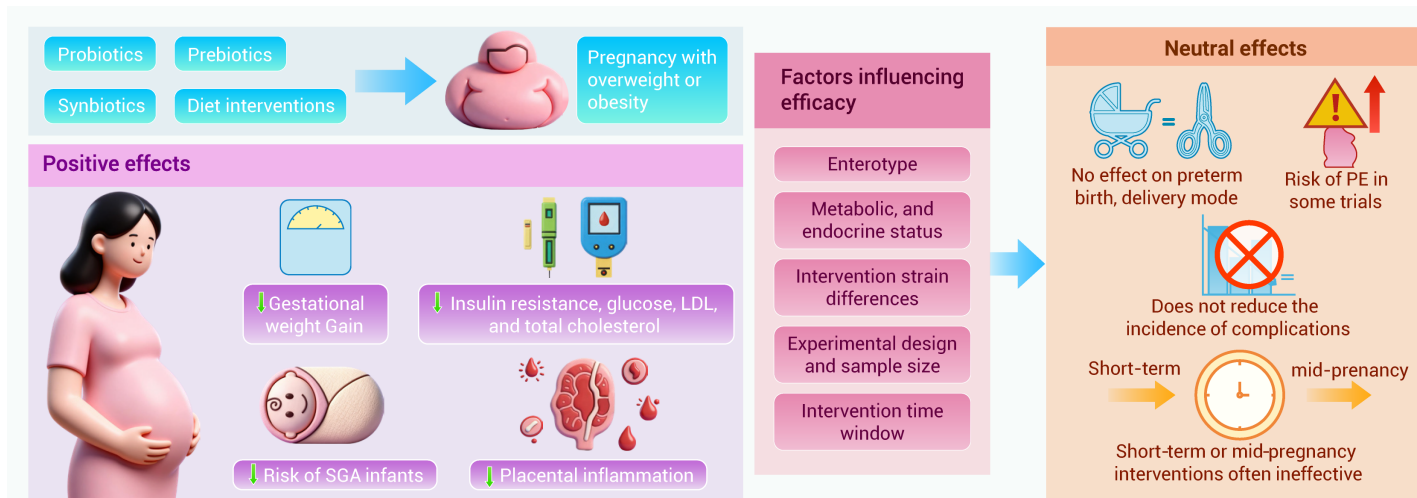 Probiotics
Prebiotics
Synbiotics
Diet interventions
Pregnancy with
overweight or
obesity
Positive effects
Gestational
weight Gain
Insulin resistance, glucose, LDL,
and total cholesterol
Risk of SGA infants
Placental inflammation
Factors influencing
efficacy
Enterotype
Metabolic, and
endocrine status
Intervention strain
differences
Experimental design
and sample size
Intervention time
window
Neutral effects
=
No effect on preterm
birth, delivery mode
!
Risk of PE in
some trials
=
Does not reduce the
incidence of complications
Short-term
mid-prenancy
Short-term or mid-pregnancy
interventions often ineffective